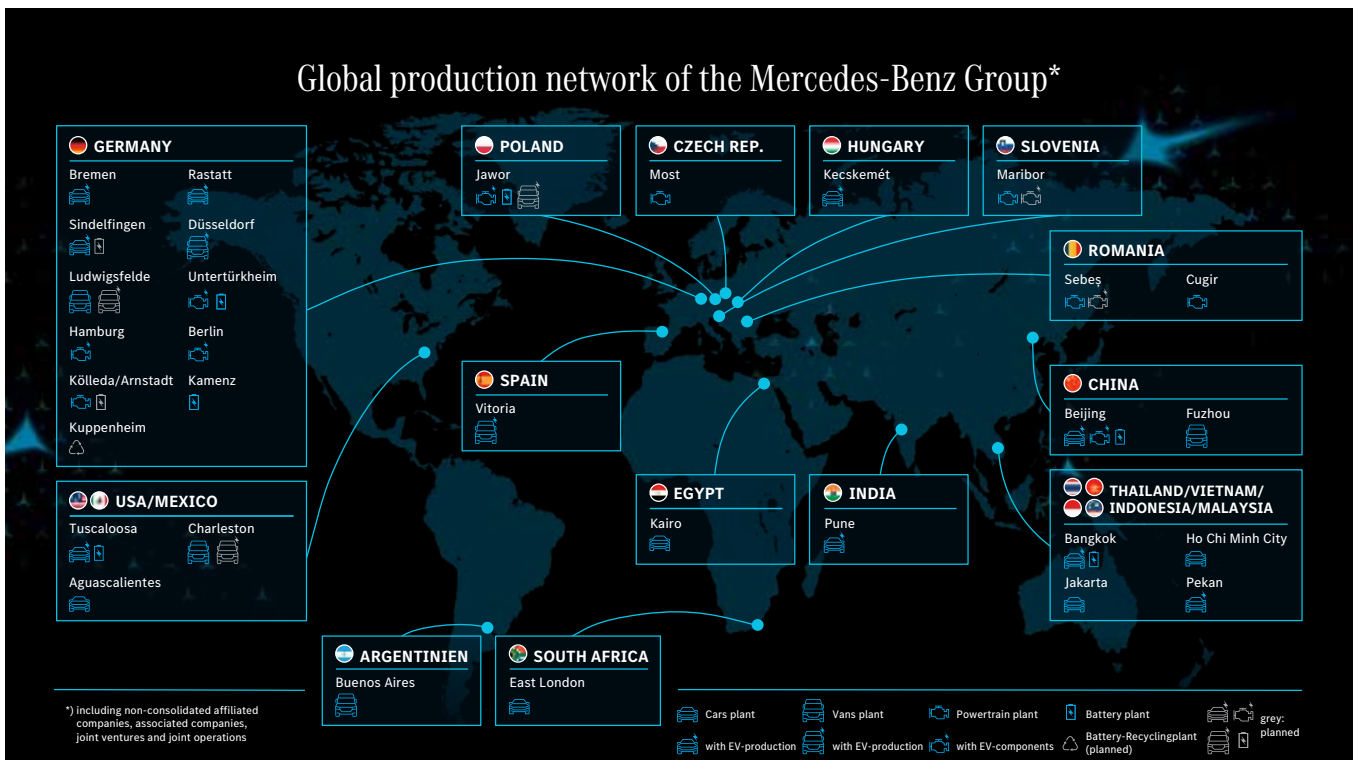 Global production network of the Mercedes-Benz Group*
GERMANY
Bremen
Rastatt
Sindelfingen
Düsseldorf
Ludwigsfelde
Untertürkheim
Hamburg
Berlin
Kölleda/Arnstadt
Kamenz
Kuppenheim
USA/MEXICO
Tuscaloosa
Charleston
Aguascalientes
POLAND
Jawor
CZECH REP.
Most
HUNGARY
Kecskemét
SLOVENIA
Maribor
ROMANIA
Sebeș
Cugir
SPAIN
Vitoria
CHINA
Beijing
Fuzhou
EGYPT
Kairo
INDIA
Pune
THAILAND/VIETNAM/
INDONESIA/MALAYSIA
Bangkok
Ho Chi Minh City
Jakarta
Pekan
ARGENTINIEN
Buenos Aires
SOUTH AFRICA
East London
*) including non-consolidated affiliated
companies, associated companies,
joint ventures and joint operations
Cars plant
Vans plant
Powertrain plant
Battery plant
grey:
planned
with EV-production
with EV-production
with EV-components
Battery-Recyclingplant
(planned)